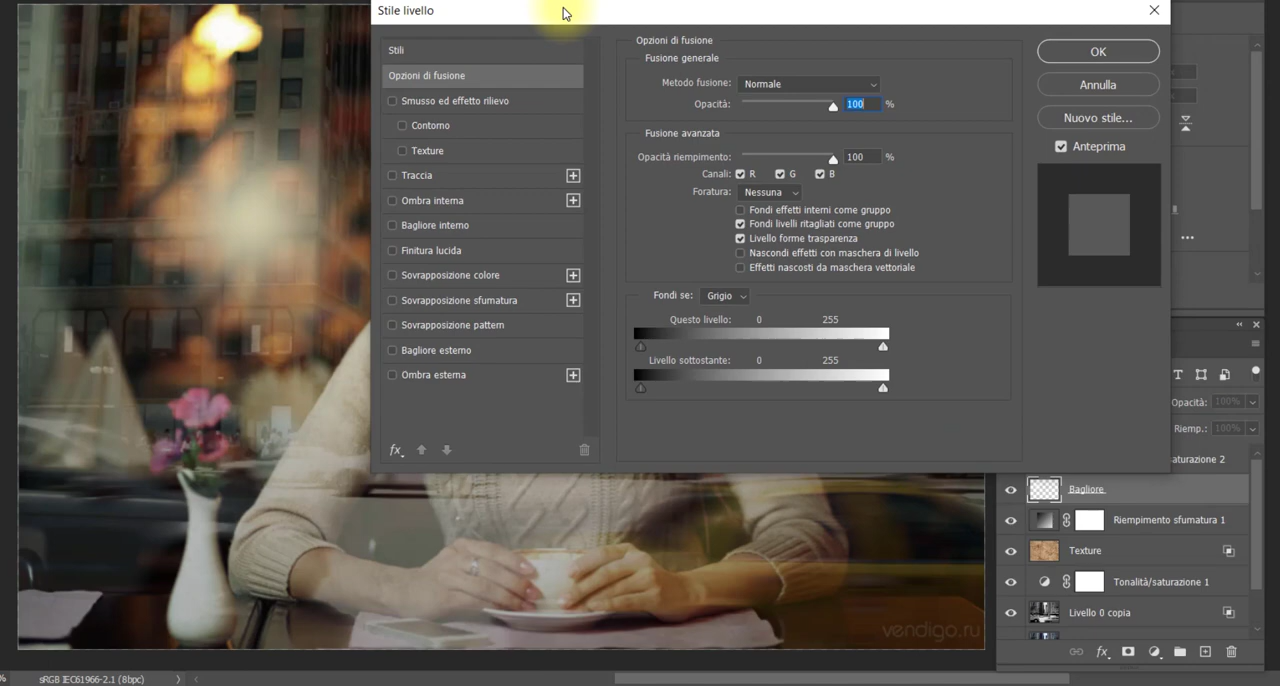 Stile livello
Stili
Opzioni di fusione
Smusso ed effetto rilievo
Contorno
Texture
Traccia
Ombra interna
Bagliore interno
Finitura lucida
Sovrapposizione colore
Sovrapposizione sfumatura
Sovrapposizione pattern
Bagliore esterno
Ombra esterna
fx
Opzioni di fusione
Fusione generale
Metodo fusione: Normale
Opacità: 100 %
Fusione avanzata
Opacità riempimento: 100 %
Canali: R G B
Foratura: Nessuna
Fondi effetti interni come gruppo
Fondi livelli ritagliati come gruppo
Livello forme trasparenza
Nascondi effetti con maschera di livello
Effetti nascosti da maschera vettoriale
Fondi se: Grigio
Questo livello: 0 255
Livello sottostante: 0 255
OK
Annulla
Nuovo stile...
Anteprima
Opacità: 100%
Riemp.: 100%
aturazione 2
Bagliore
Riempimento sfumatura 1
Texture
Tonalità/saturazione 1
Livello 0 copia
fx
vendigo.ru
% sRGB IEC61966-2.1 (8bpc)